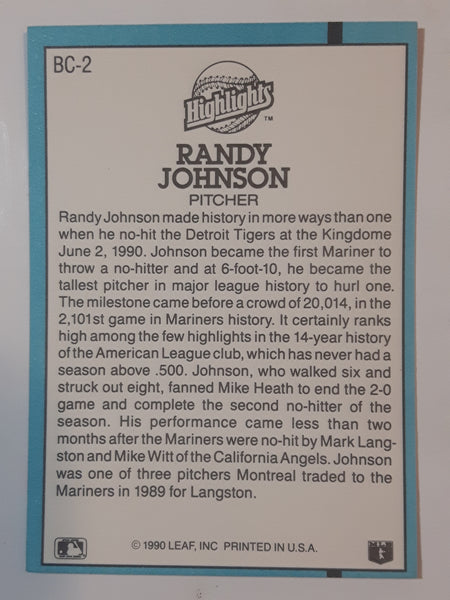 BC-2
Highlights
TM
RANDY
JOHNSON
PITCHER
Randy Johnson made history in more ways than one
when he no-hit the Detroit Tigers at the Kingdome
June 2, 1990. Johnson became the first Mariner to
throw a no-hitter and at 6-foot-10, he became the
tallest pitcher in major league history to hurl one.
The milestone came before a crowd of 20,014, in the
2,101st game in Mariners history. It certainly ranks
high among the few highlights in the 14-year history
of the American League club, which has never had a
season above .500. Johnson, who walked six and
struck out eight, fanned Mike Heath to end the 2-0
game and complete the second no-hitter of the
season. His performance came less than two
months after the Mariners were no-hit by Mark Lang-
ston and Mike Witt of the California Angels. Johnson
was one of three pitchers Montreal traded to the
Mariners in 1989 for Langston.
© 1990 LEAF, INC PRINTED IN U.S.A.